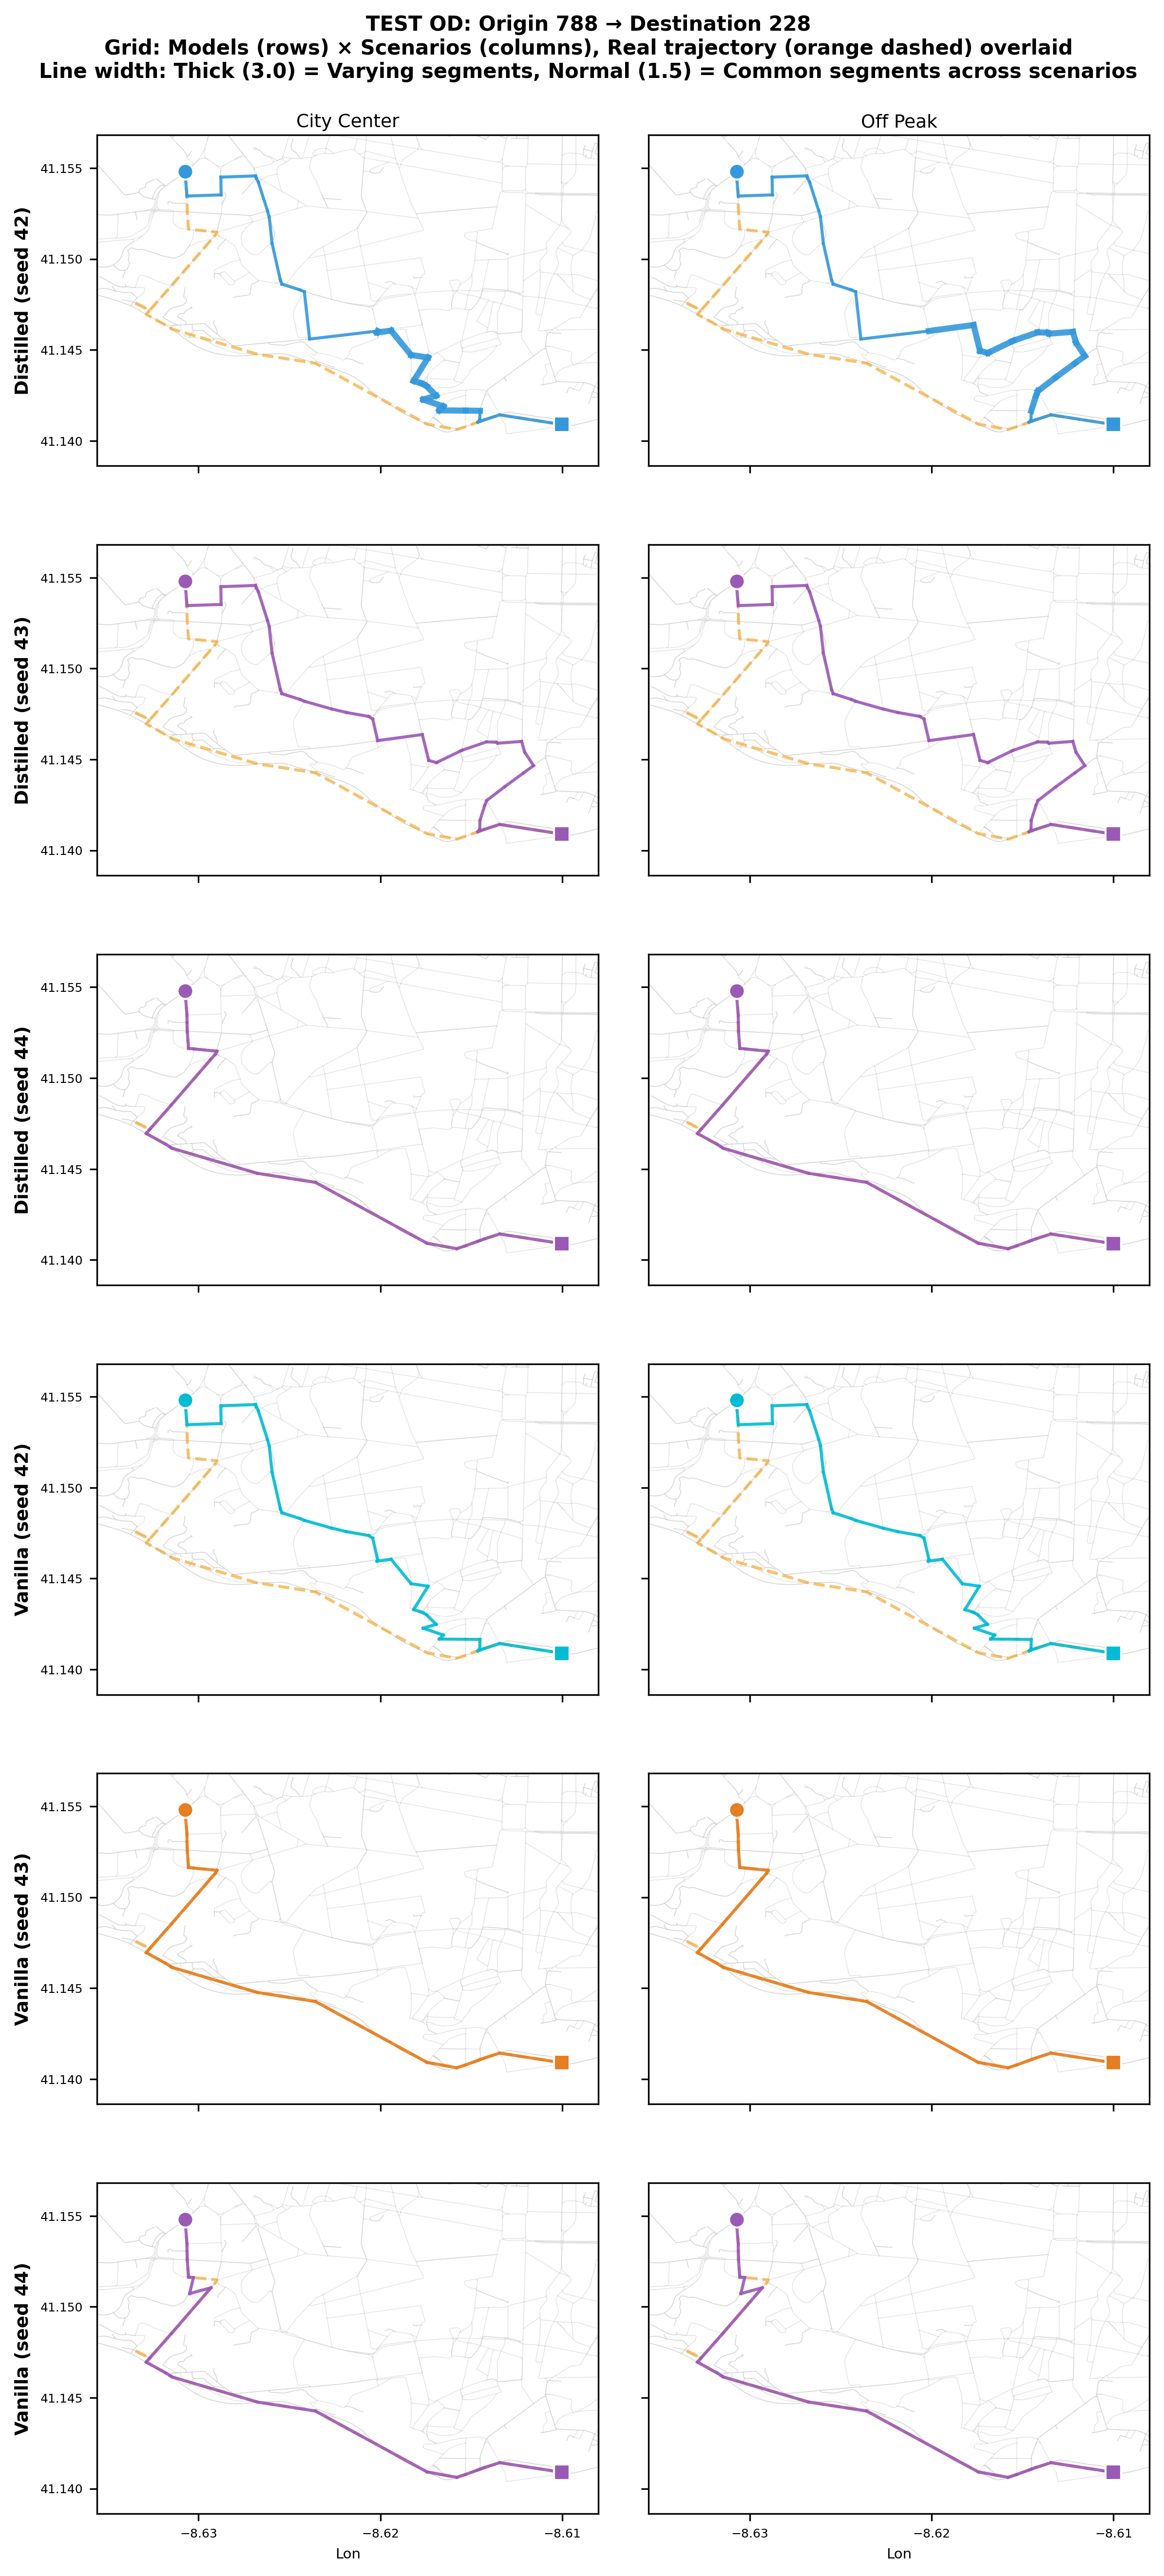 TEST OD: Origin 788 → Destination 228
Grid: Models (rows) × Scenarios (columns), Real trajectory (orange dashed) overlaid
Line width: Thick (3.0) = Varying segments, Normal (1.5) = Common segments across scenarios
City Center
Off Peak
Distilled (seed 42)
41.155
41.150
41.145
41.140
Distilled (seed 43)
41.155
41.150
41.145
41.140
Distilled (seed 44)
41.155
41.150
41.145
41.140
Vanilla (seed 42)
41.155
41.150
41.145
41.140
Vanilla (seed 43)
41.155
41.150
41.145
41.140
Vanilla (seed 44)
41.155
41.150
41.145
41.140
−8.63 −8.62 −8.61
−8.63 −8.62 −8.61
Lon
Lon